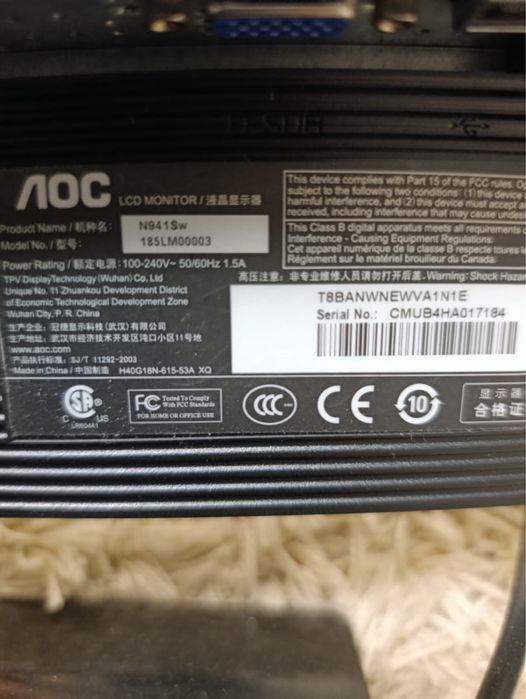 D-SUB
AOC LCD MONITOR / 液晶显示器
Product Name / 机种名: N941Sw
Model No. / 型号: 185LM00003
Power Rating / 额定电源: 100-240V~ 50/60Hz 1.5A
TPV DisplayTechnology (Wuhan) Co., Ltd
Unique No. 11 Zhuankou Development District
of Economic Technological Development Zone
Wuhan City, P. R. China
生产企业: 冠捷显示科技(武汉)有限公司
生产地址: 武汉市经济技术开发区沌口小区11号地
www.aoc.com
产品执行标准: SJ/T 11292-2003
Made in China / 中国制造 H40G18N-615-53A XQ
This device complies with Part 15 of the FCC rules.
subject to the following two conditions: (1) this device
harmful interference, and (2) this device must accept
received, including interference that may cause
This Class B digital apparatus meets all requirements
Interference - Causing Equipment Regulations.
Cet appareil numérique de la classe B respecte
Réglement sur le matériel brouilleur du Canada.
高压注意: 非专业维修人员请勿打开后盖. Warning: Shock
T8BANWNEWVA1N1E
Serial No.: CMUB4HA017184
SA
C US
LR60441
FC Tested To Comply
With FCC Standards
FOR HOME OR OFFICE USE
CCC
CE
10
显示器
合格证